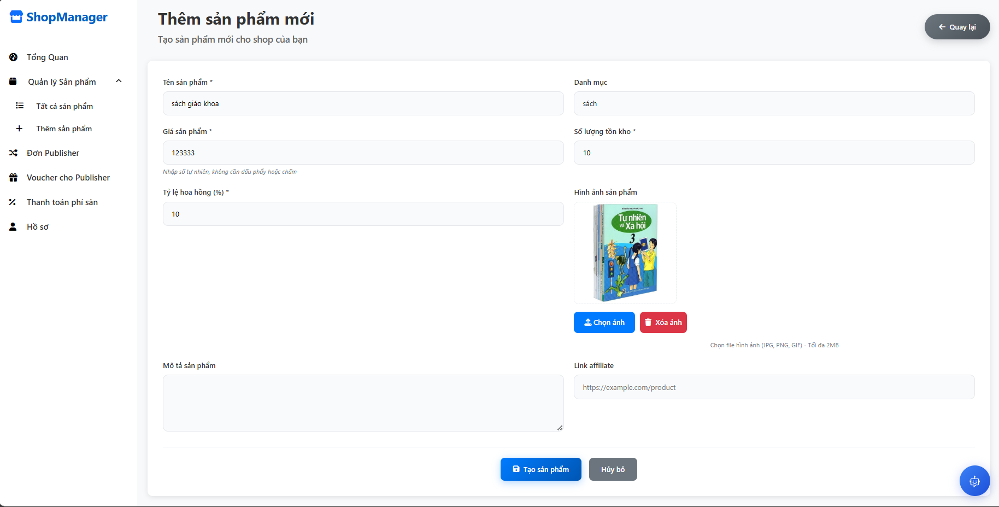 ShopManager
Tổng Quan
Quản lý Sản phẩm
Tất cả sản phẩm
Thêm sản phẩm
Đơn Publisher
Voucher cho Publisher
Thanh toán phí sàn
Hồ sơ
Thêm sản phẩm mới
Tạo sản phẩm mới cho shop của bạn
Quay lại
Tên sản phẩm *
sách giáo khoa
Danh mục
sách
Giá sản phẩm *
123333
Nhập số tự nhiên, không cần dấu phẩy hoặc chấm
Số lượng tồn kho *
10
Tỷ lệ hoa hồng (%) *
10
Hình ảnh sản phẩm
Tự nhiên
và Xã hội
3
Chọn ảnh
Xóa ảnh
Chọn file hình ảnh (JPG, PNG, GIF) - Tối đa 2MB
Mô tả sản phẩm
Link affiliate
https://example.com/product
Tạo sản phẩm
Hủy bỏ